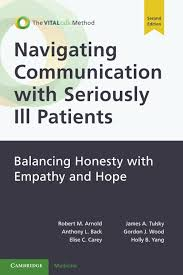 The VITALtalk Method
Second
Edition
Navigating
Communication
with Seriously
Ill Patients
Balancing Honesty with
Empathy and Hope
Robert M. Arnold
Anthony L. Back
Elise C. Carey
James A. Tulsky
Gordon J. Wood
Holly B. Yang
CAMBRIDGE
Medicine